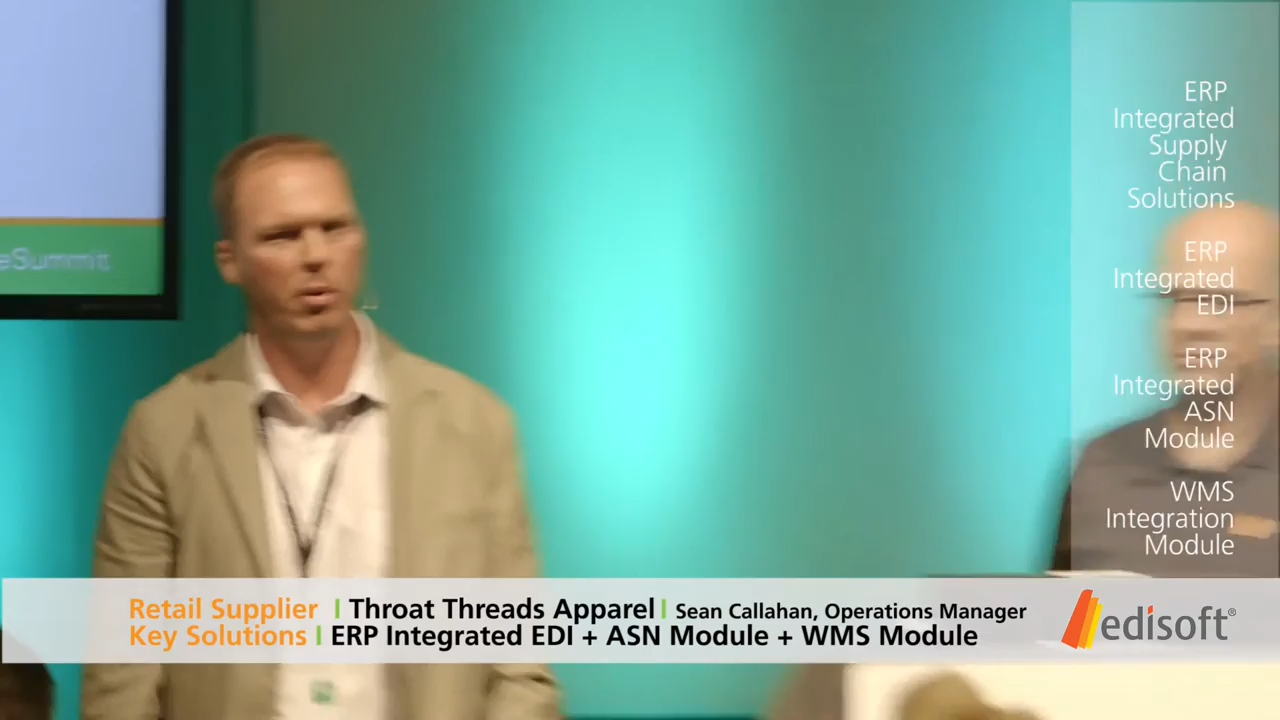 ERP
Integrated
Supply
Chain
Solutions
ERP
Integrated
EDI
ERP
Integrated
ASN
Module
WMS
Integration
Module
eSummit
Retail Supplier | Throat Threads Apparel | Sean Callahan, Operations Manager
Key Solutions | ERP Integrated EDI + ASN Module + WMS Module
edisoft®